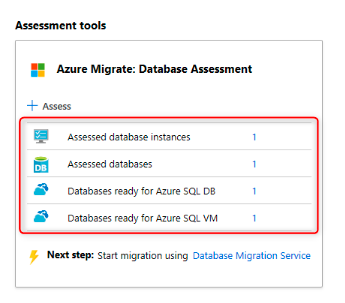 Assessment tools
Azure Migrate: Database Assessment
+ Assess
Assessed database instances 1
DB Assessed databases 1
Databases ready for Azure SQL DB 1
Databases ready for Azure SQL VM 1
Next step: Start migration using Database Migration Service